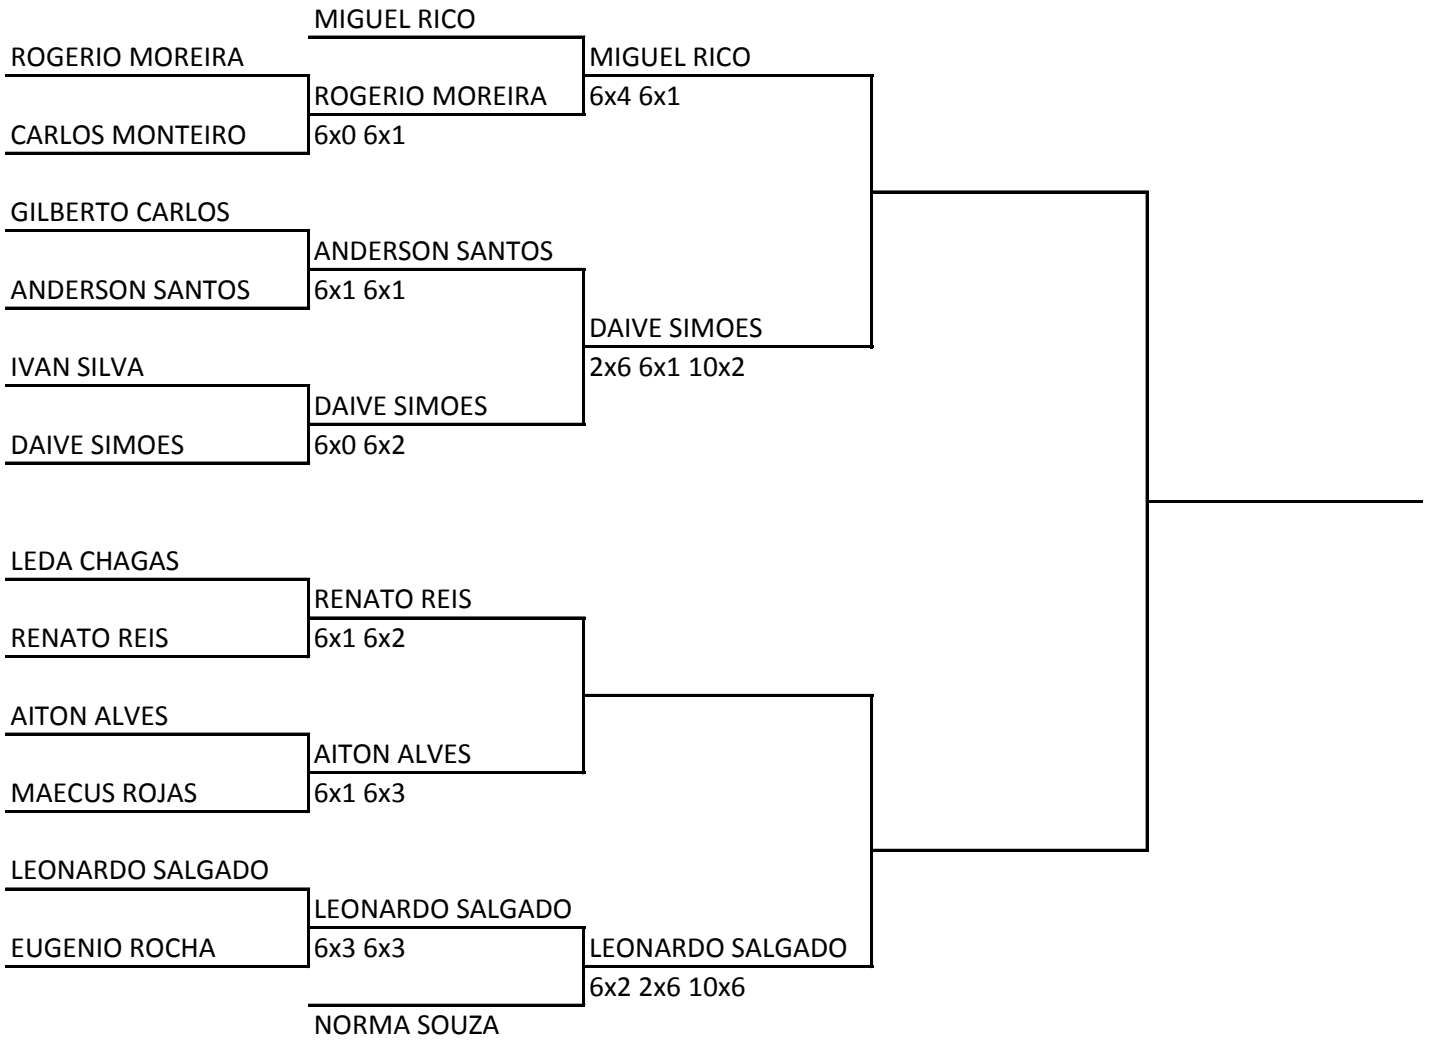 MIGUEL RICO
ROGERIO MOREIRA
MIGUEL RICO
ROGERIO MOREIRA
6x4 6x1
CARLOS MONTEIRO
6x0 6x1
GILBERTO CARLOS
ANDERSON SANTOS
ANDERSON SANTOS
6x1 6x1
DAIVE SIMOES
IVAN SILVA
2x6 6x1 10x2
DAIVE SIMOES
DAIVE SIMOES
6x0 6x2
LEDA CHAGAS
RENATO REIS
RENATO REIS
6x1 6x2
AITON ALVES
AITON ALVES
MAECUS ROJAS
6x1 6x3
LEONARDO SALGADO
LEONARDO SALGADO
EUGENIO ROCHA
6x3 6x3
LEONARDO SALGADO
6x2 2x6 10x6
NORMA SOUZA